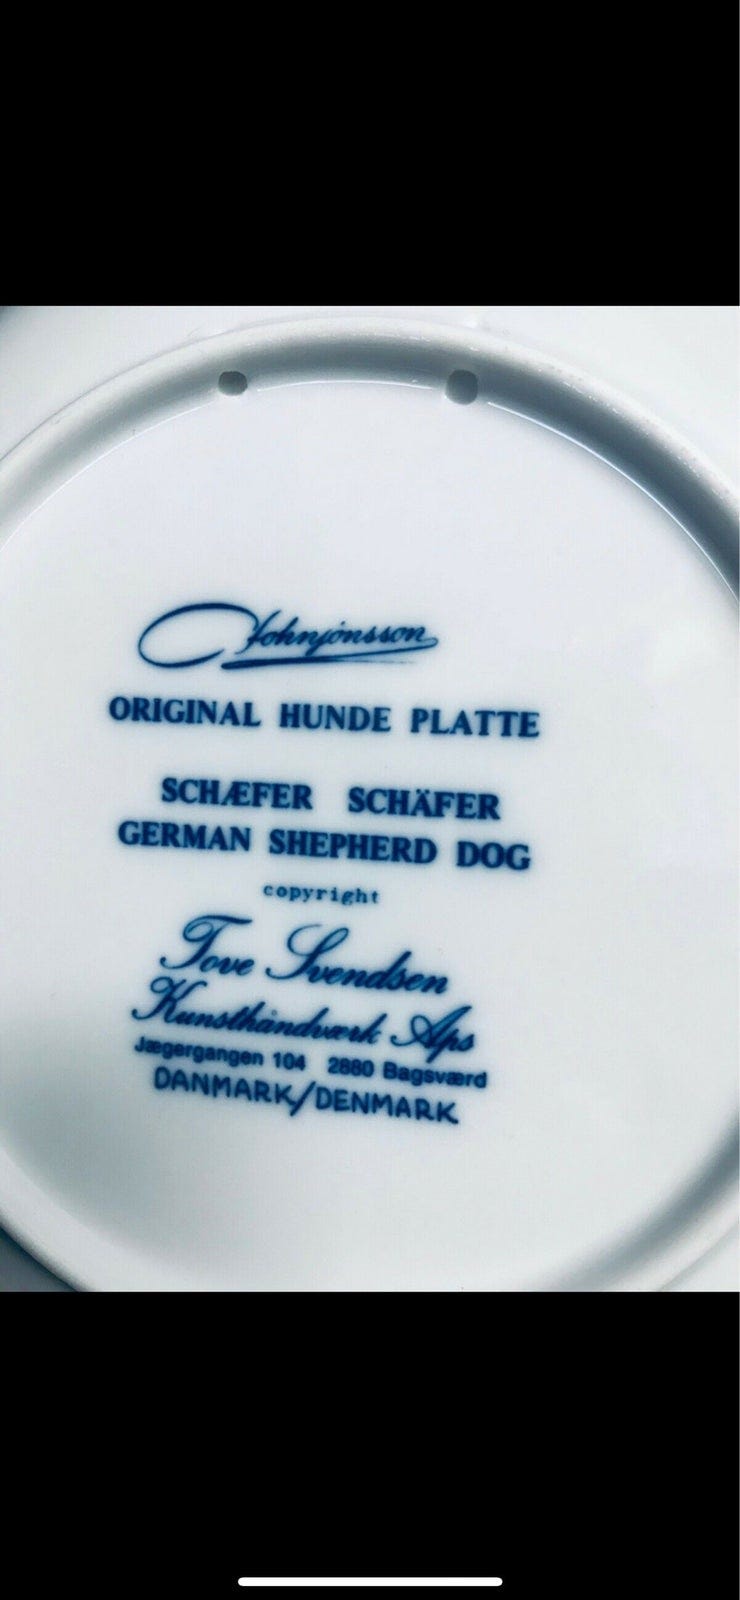 Johnjönsson
ORIGINAL HUNDE PLATTE
SCHÆFER SCHÄFER
GERMAN SHEPHERD DOG
copyright
Tove Svendsen
Kunsthåndværk Aps
Jægergangen 104 2880 Bagsværd
DANMARK/DENMARK